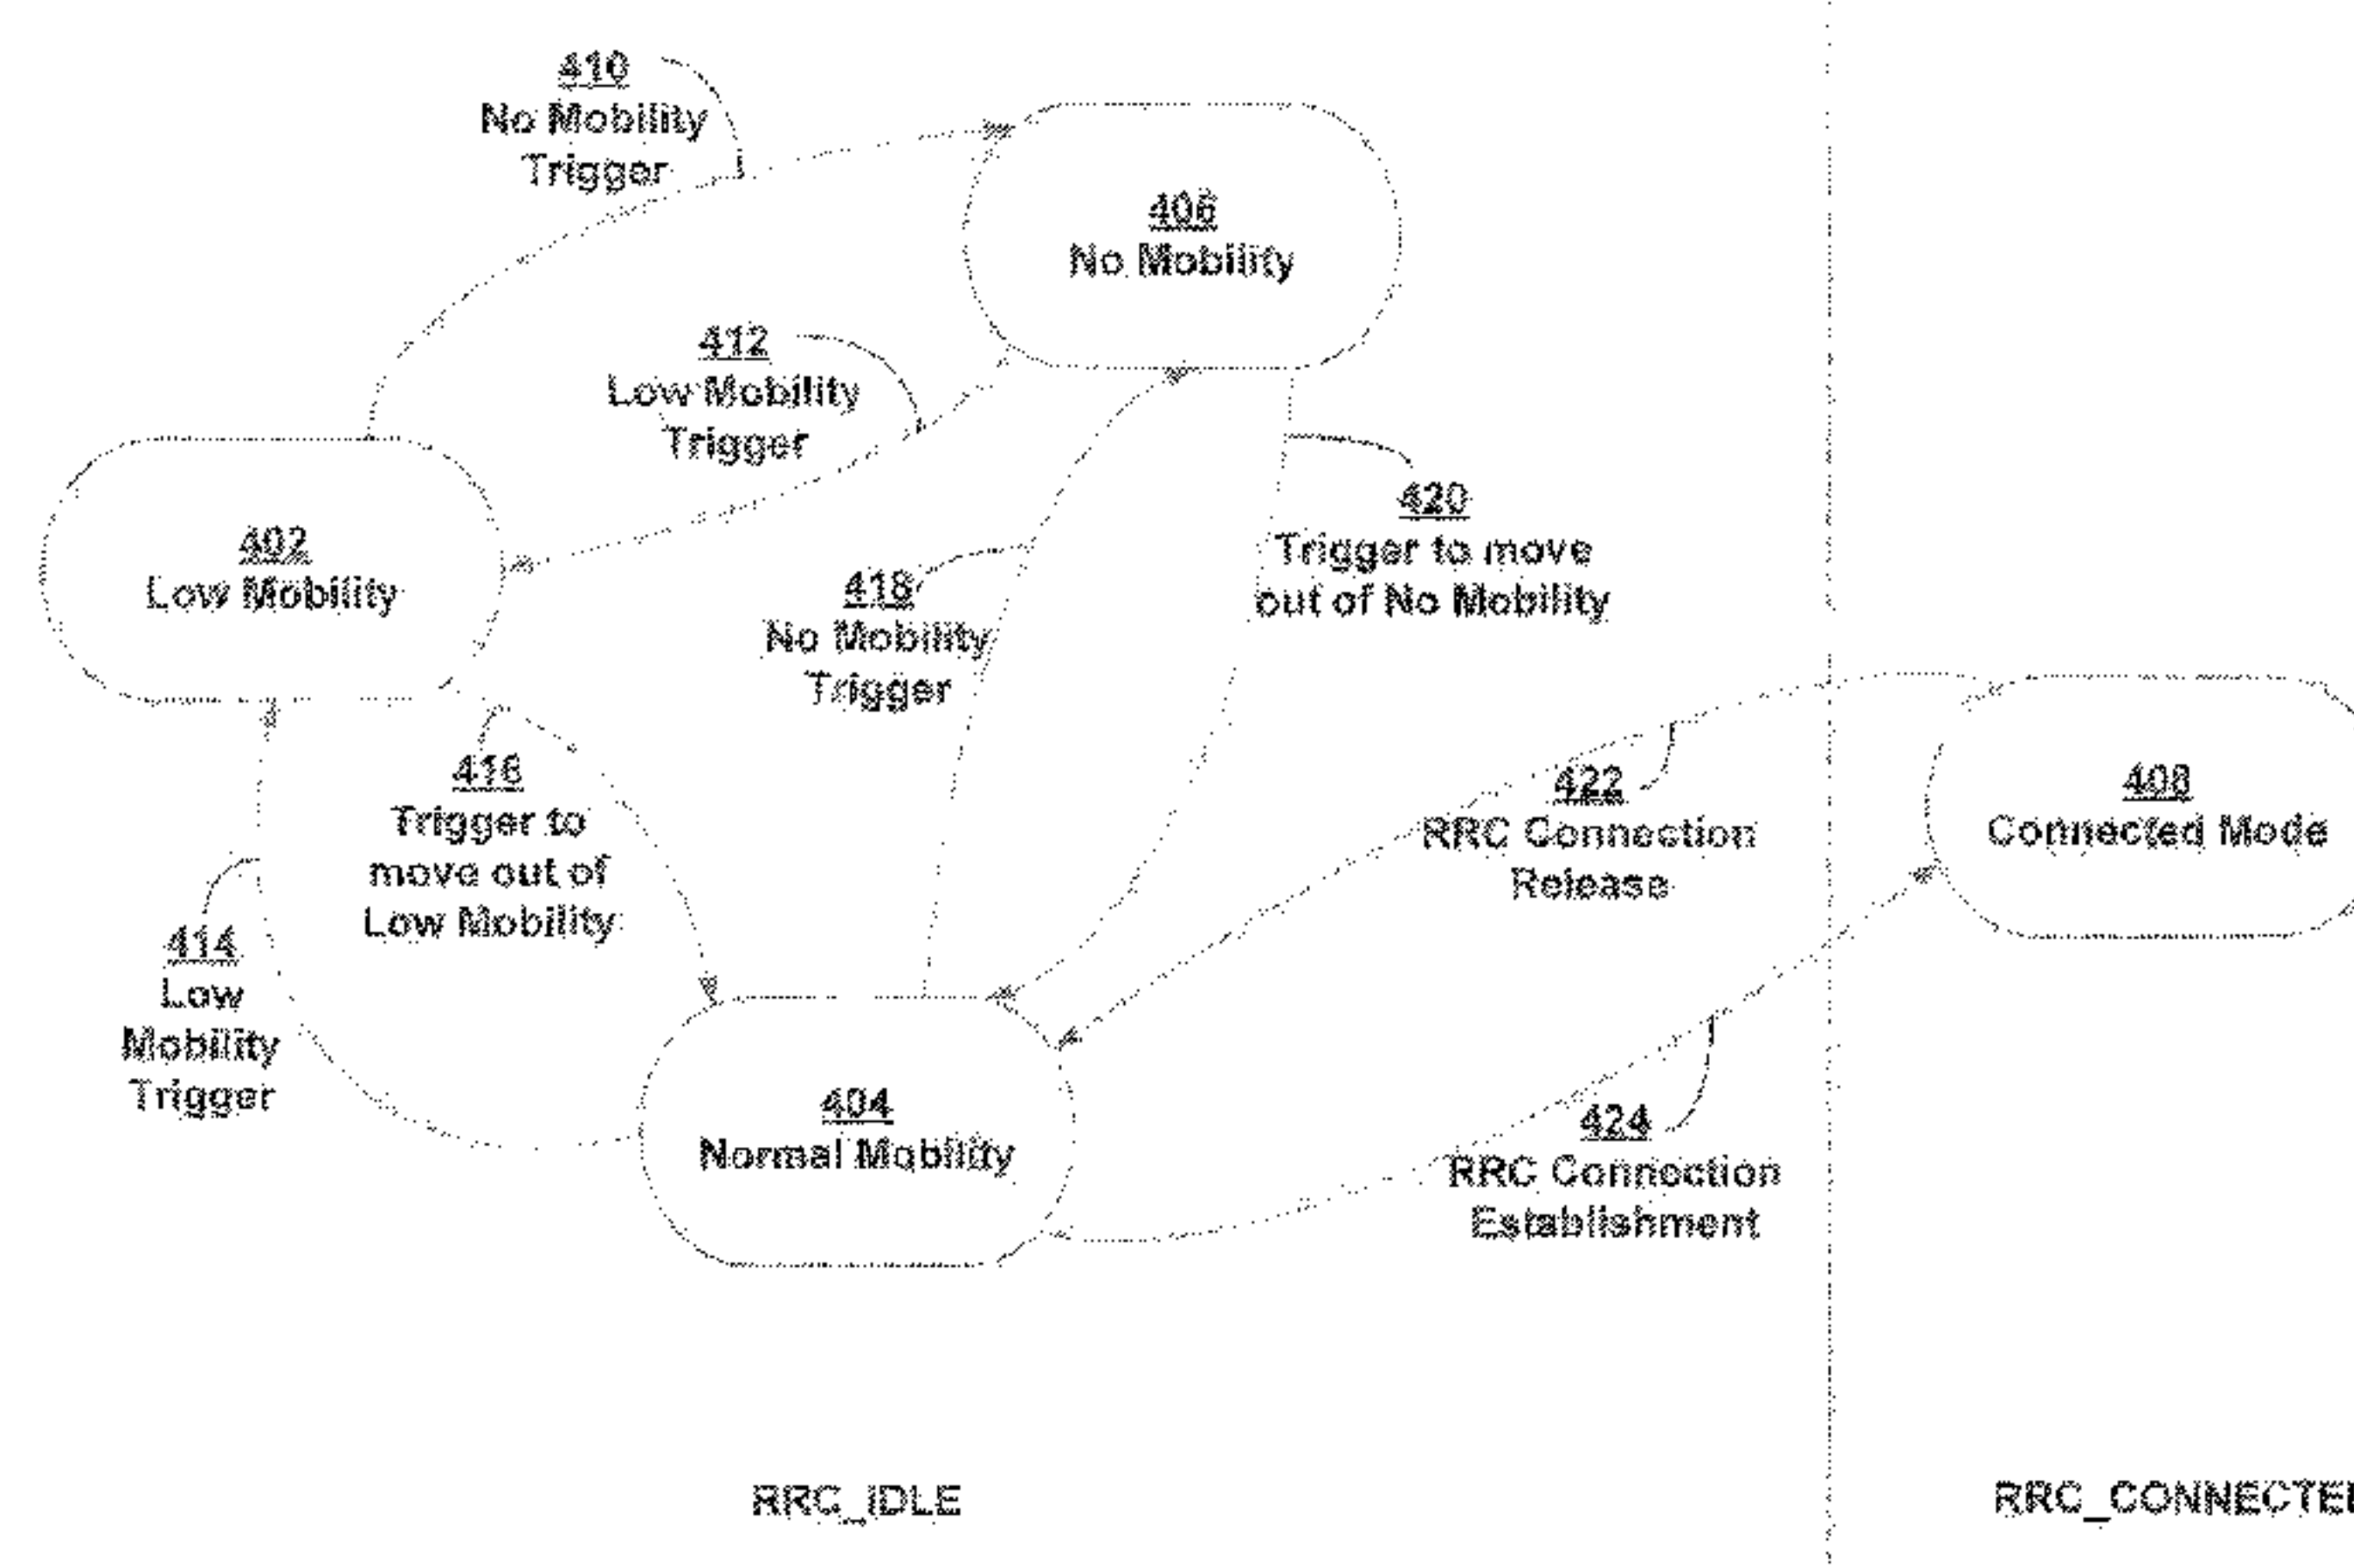 410
No Mobility
Trigger
406
No Mobility
412
Low Mobility
Trigger
402
Low Mobility
420
Trigger to move
out of No Mobility
418
No Mobility
Trigger
416
Trigger to
move out of
Low Mobility
422
RRC Connection
Release
408
Connected Mode
414
Low
Mobility
Trigger
404
Normal Mobility
424
RRC Connection
Establishment
RRC_IDLE
RRC_CONNECTE